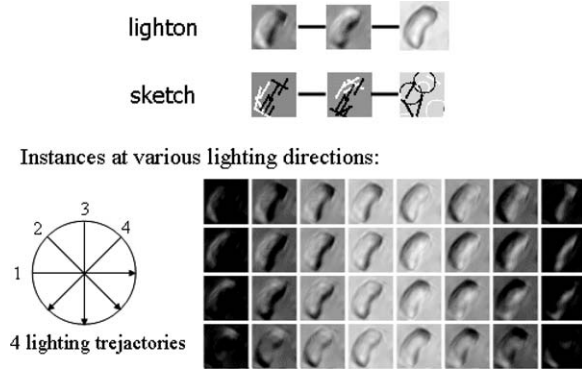 lighton
sketch
Instances at various lighting directions:
3
2
4
1
4 lighting trejactories